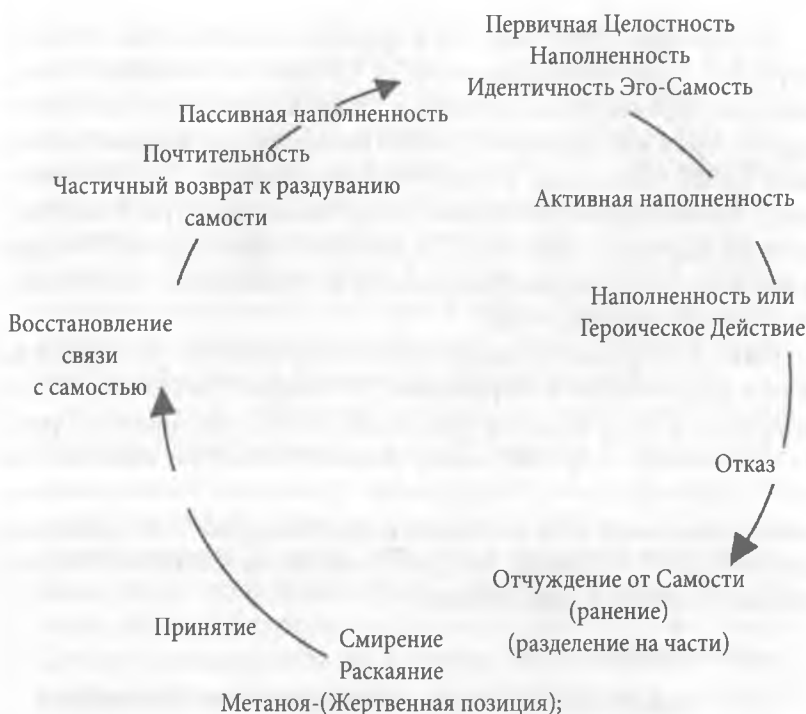 Первичная Целостность
Наполненность
Идентичность Эго-Самость
Пассивная наполненность
Почтительность
Частичный возврат к раздуванию
самости
Активная наполненность
Наполненность или
Героическое Действие
Восстановление
связи
с самостью
Отказ
Отчуждение от Самости
(ранение)
(разделение на части)
Принятие
Смирение
Раскаяние
Метаноя-(Жертвенная позиция);